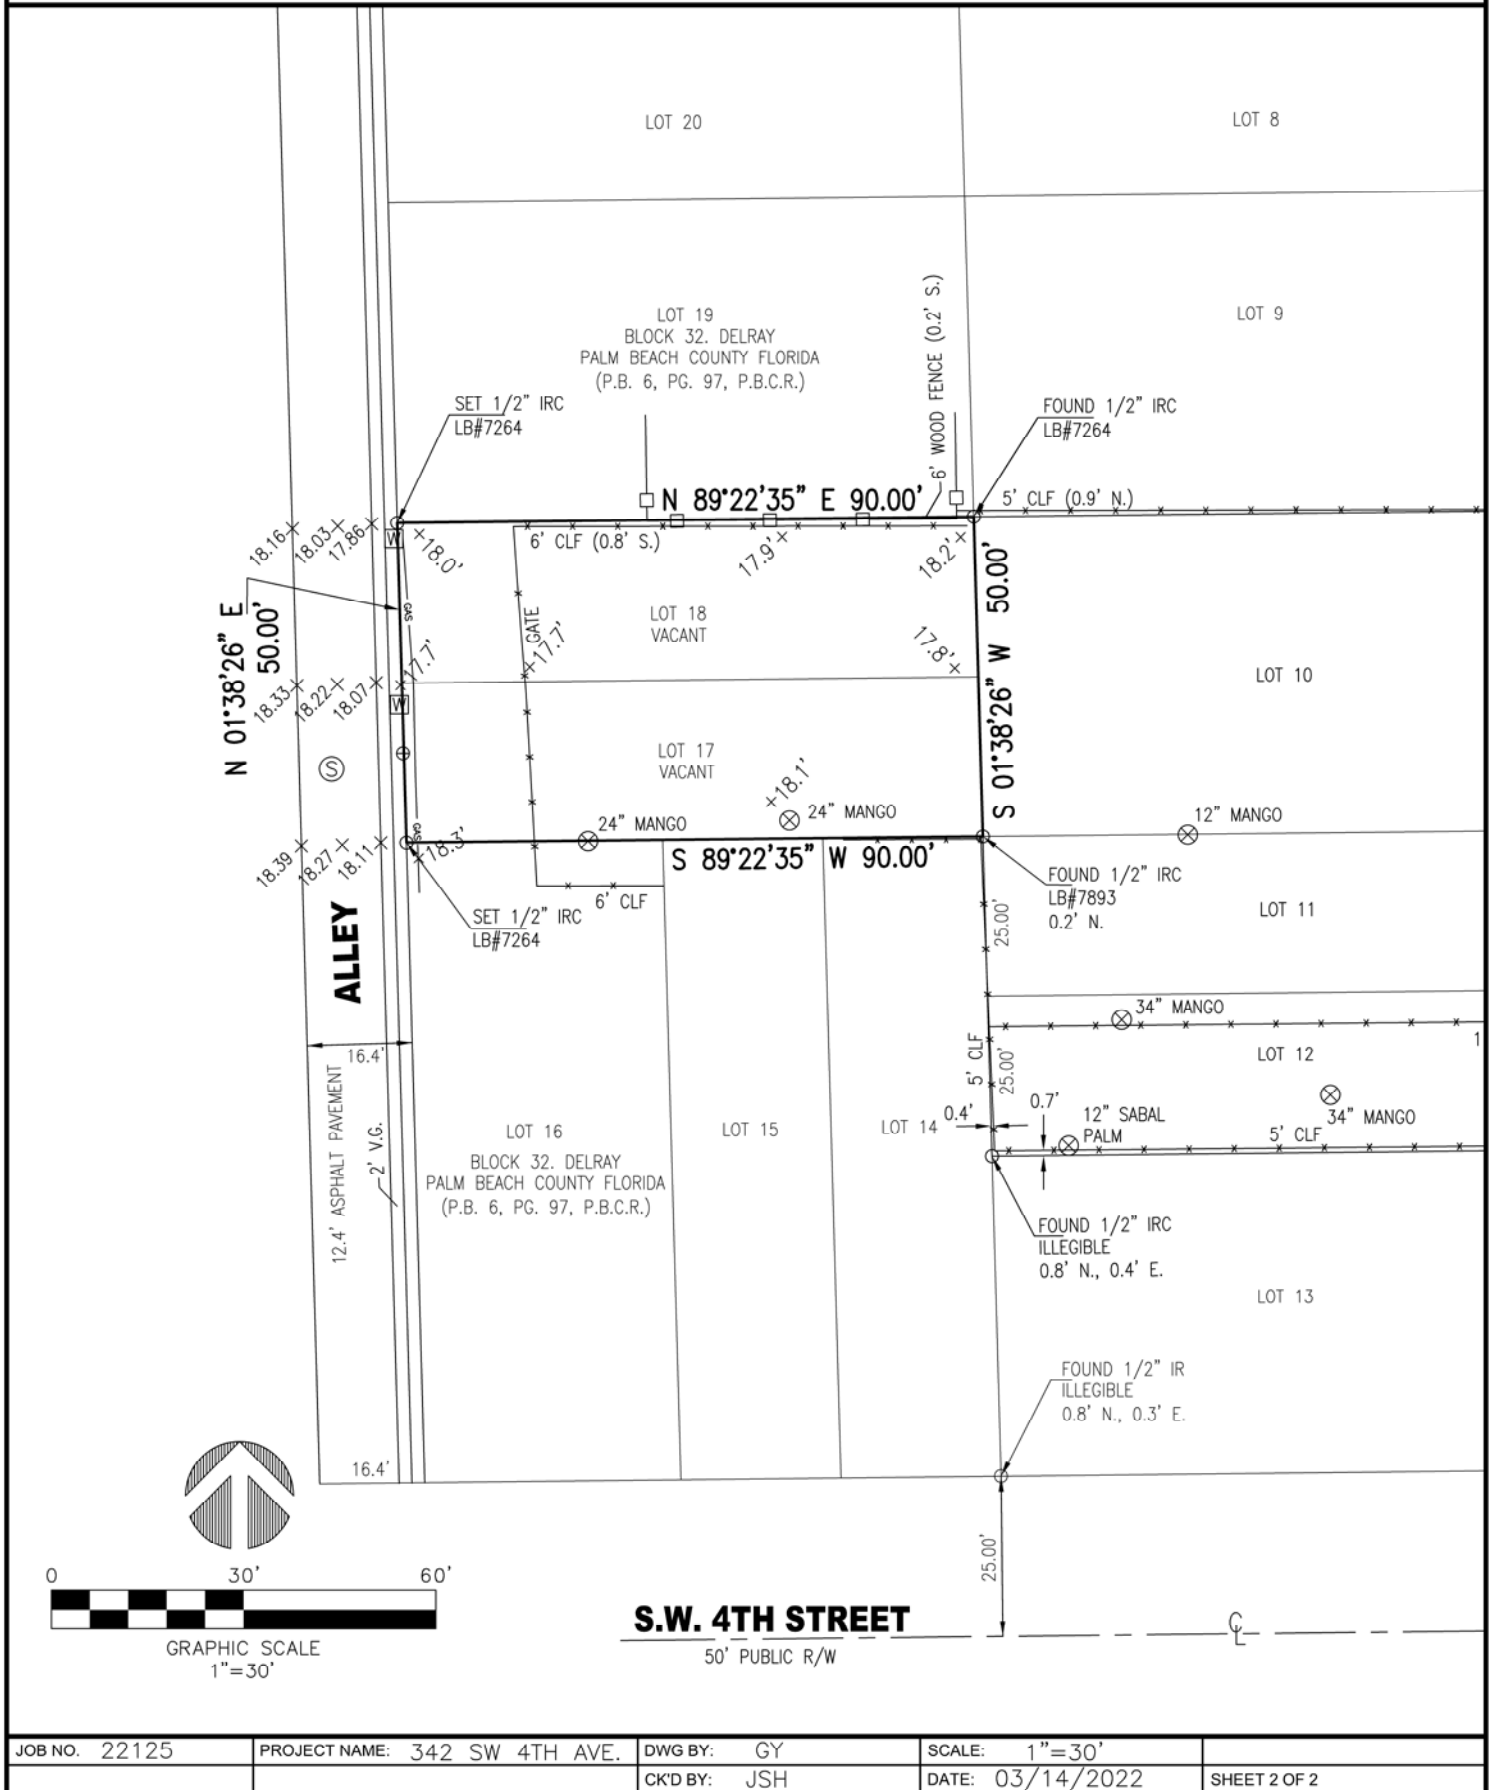 LOT 20
LOT 8
LOT 19
BLOCK 32. DELRAY
PALM BEACH COUNTY FLORIDA
(P.B. 6, PG. 97, P.B.C.R.)
6' WOOD FENCE (0.2' S.)
LOT 9
SET 1/2" IRC
LB#7264
FOUND 1/2" IRC
LB#7264
N 89°22'35" E 90.00'
5' CLF (0.9' N.)
18.16
18.03
17.86
W
+18.0'
6' CLF (0.8' S.)
17.9'
18.2'
N 01°38'26" E
50.00'
GAS
GATE
+17.7'
LOT 18
VACANT
17.8'
S 01°38'26" W 50.00'
LOT 10
18.33
18.22
18.07
17.7'
W
S
LOT 17
VACANT
+18.1'
24" MANGO
24" MANGO
12" MANGO
18.39
18.27
18.11
GAS
+18.3'
S 89°22'35" W 90.00'
6' CLF
FOUND 1/2" IRC
LB#7893
0.2' N.
SET 1/2" IRC
LB#7264
25.00'
LOT 11
ALLEY
34" MANGO
16.4'
5' CLF
25.00'
LOT 12
1
12.4' ASPHALT PAVEMENT
2' V.G.
0.4'
0.7'
12" SABAL
PALM
34" MANGO
5' CLF
LOT 16
BLOCK 32. DELRAY
PALM BEACH COUNTY FLORIDA
(P.B. 6, PG. 97, P.B.C.R.)
LOT 15
LOT 14
FOUND 1/2" IRC
ILLEGIBLE
0.8' N., 0.4' E.
LOT 13
FOUND 1/2" IR
ILLEGIBLE
0.8' N., 0.3' E.
16.4'
25.00'
0 30' 60'
GRAPHIC SCALE
1"=30'
S.W. 4TH STREET
50' PUBLIC R/W
CL
JOB NO. 22125
PROJECT NAME: 342 SW 4TH AVE.
DWG BY: GY
SCALE: 1"=30'
CK'D BY: JSH
DATE: 03/14/2022
SHEET 2 OF 2